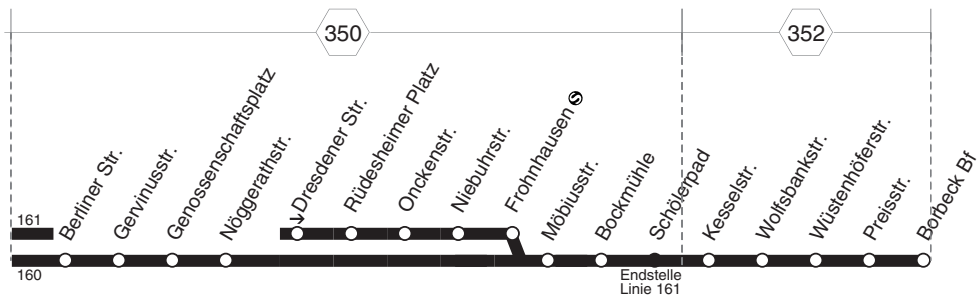 350
352
Berliner Str.
Gervinusstr.
Genossenschaftsplatz
Nöggerathstr.
→Dresdener Str.
Rüdesheimer Platz
Onckenstr.
Niebuhrstr.
Frohnhausen S
Möbiusstr.
Bockmühle
Schölerpad
Kesselstr.
Wolfsbankstr.
Wüstenhöferstr.
Preisstr.
Borbeck Bf
161
160
Endstelle
Linie 161